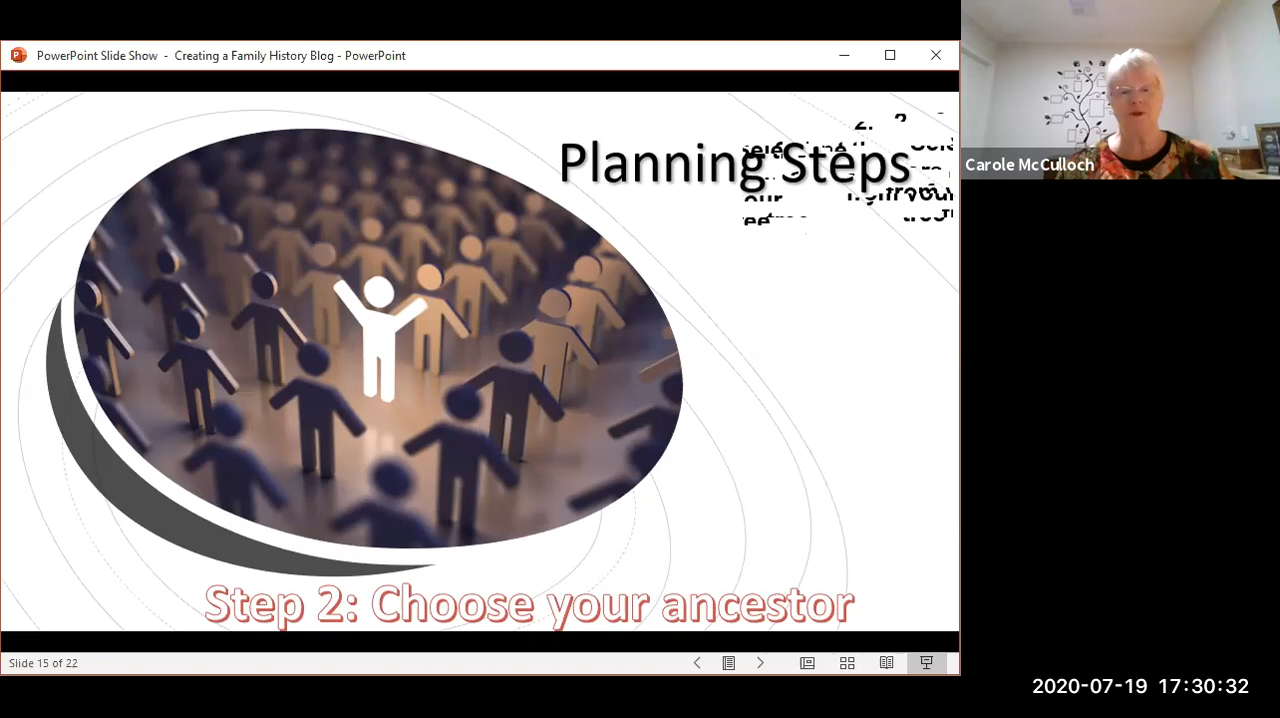 PowerPoint Slide Show - Creating a Family History Blog - PowerPoint
Planning Steps
Carole McCulloch
Step 2: Choose your ancestor
Slide 15 of 22
2020-07-19 17:30:32